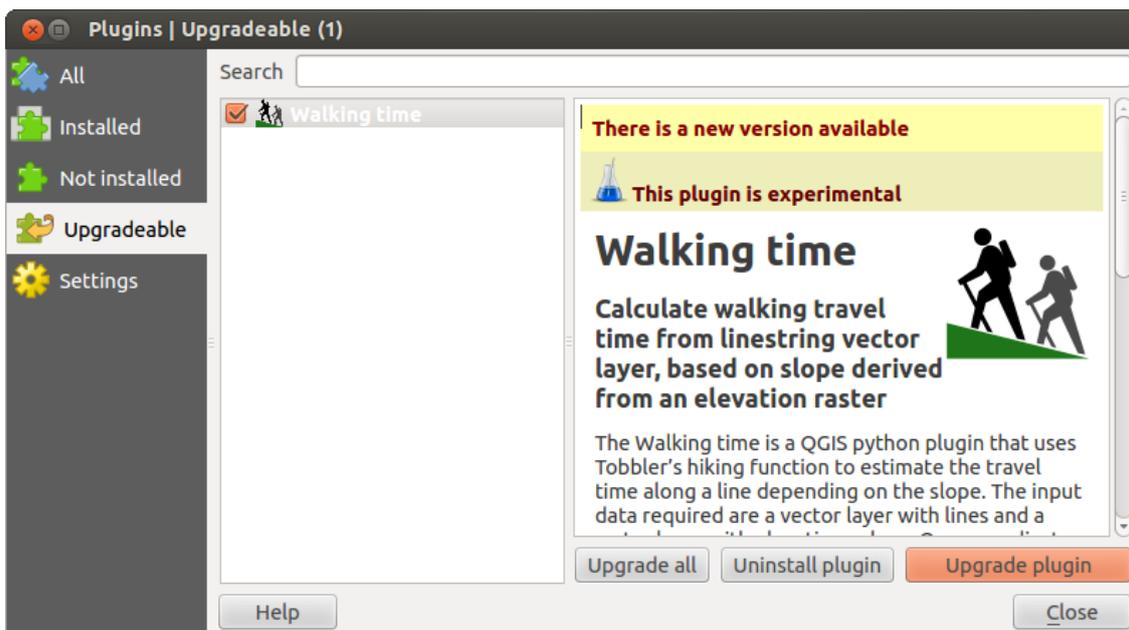 Plugins | Upgradeable (1)
All
Installed
Not installed
Upgradeable
Settings
Search
Walking time
There is a new version available
This plugin is experimental
Walking time
Calculate walking travel
time from linestring vector
layer, based on slope derived
from an elevation raster
The Walking time is a QGIS python plugin that uses
Tobbler's hiking function to estimate the travel
time along a line depending on the slope. The input
data required are a vector layer with lines and a
Upgrade all
Uninstall plugin
Upgrade plugin
Help
Close